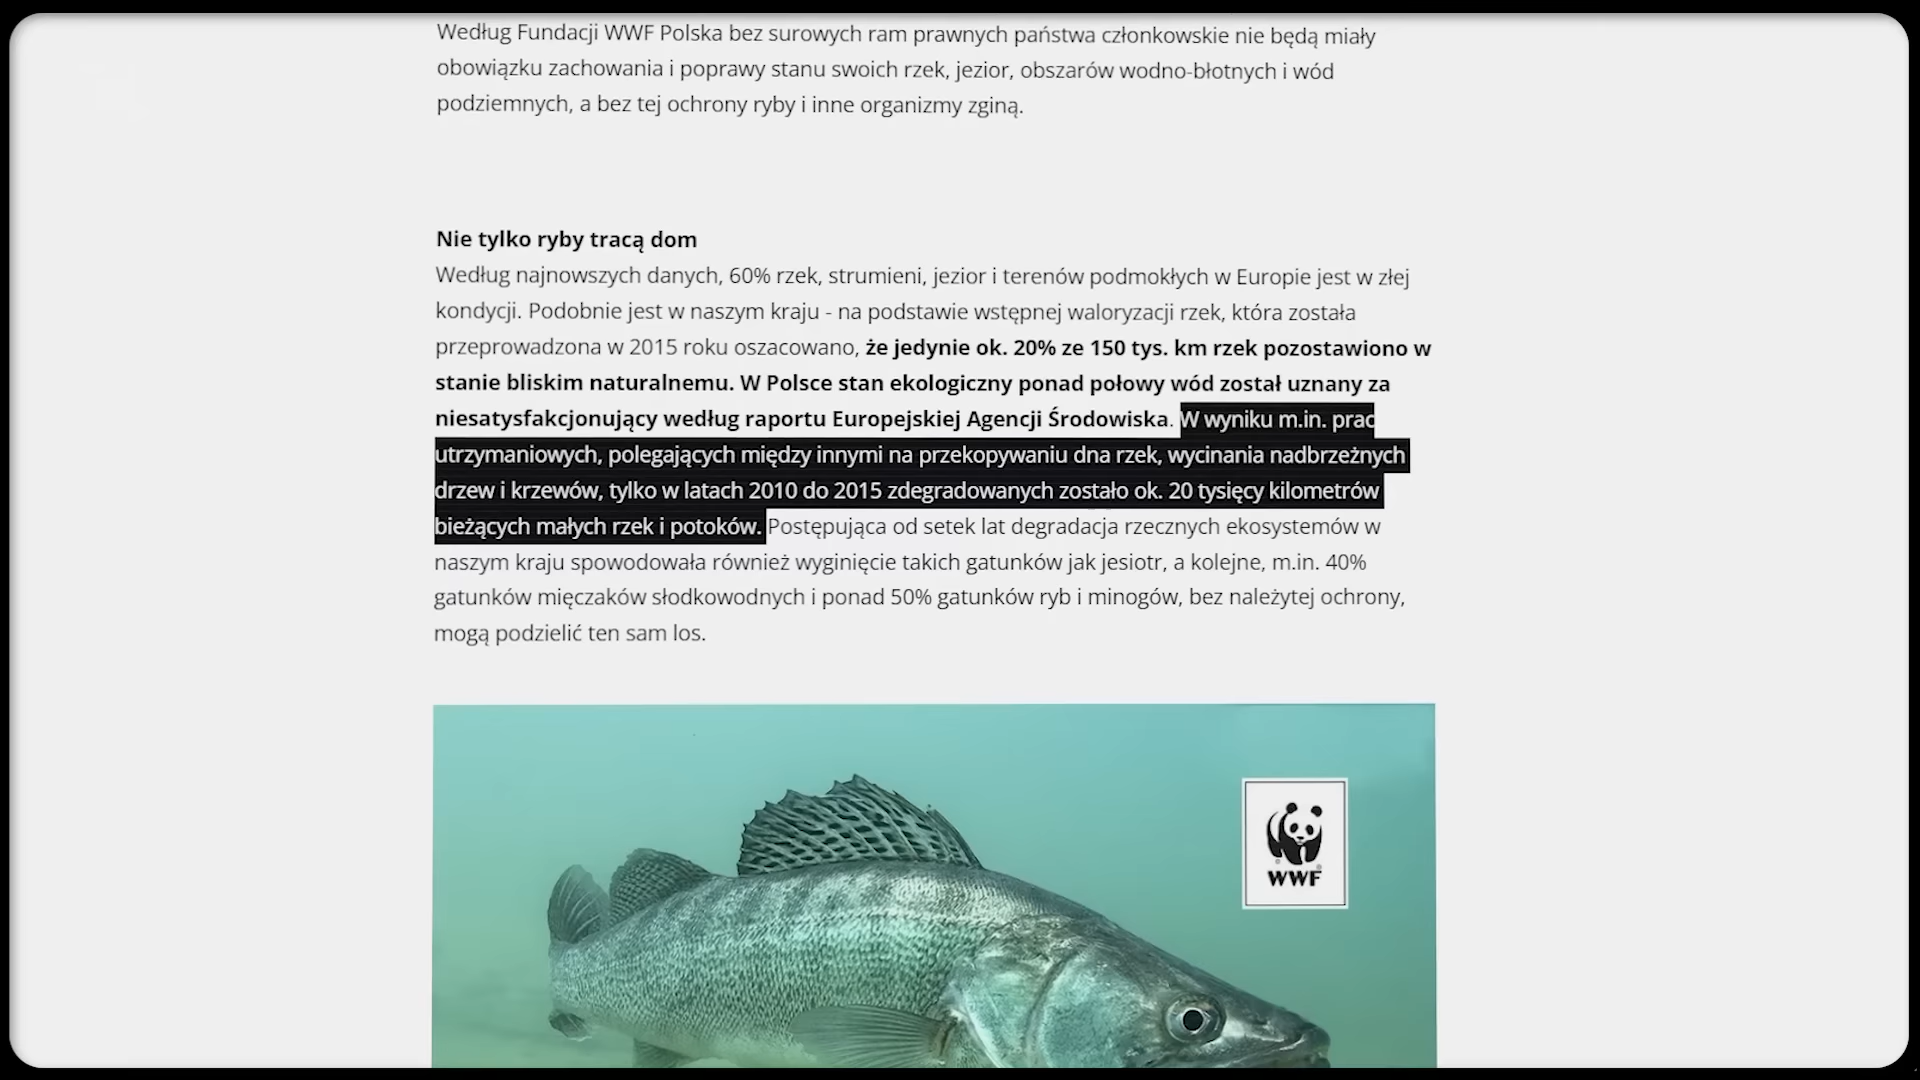 Według Fundacji WWF Polska bez surowych ram prawnych państwa członkowskie nie będą miały
obowiązku zachowania i poprawy stanu swoich rzek, jezior, obszarów wodno-błotnych i wód
podziemnych, a bez tej ochrony ryby i inne organizmy zginą.
Nie tylko ryby tracą dom
Według najnowszych danych, 60% rzek, strumieni, jezior i terenów podmokłych w Europie jest w złej
kondycji. Podobnie jest w naszym kraju - na podstawie wstępnej waloryzacji rzek, która została
przeprowadzona w 2015 roku oszacowano, że jedynie ok. 20% ze 150 tys. km rzek pozostawiono w
stanie bliskim naturalnemu. W Polsce stan ekologiczny ponad połowy wód został uznany za
niesatysfakcjonujący według raportu Europejskiej Agencji Środowiska. W wyniku m.in. prac
utrzymaniowych, polegających między innymi na przekopywaniu dna rzek, wycinania nadbrzeżnych
drzew i krzewów, tylko w latach 2010 do 2015 zdegradowanych zostało ok. 20 tysięcy kilometrów
bieżących małych rzek i potoków. Postępująca od setek lat degradacja rzecznych ekosystemów w
naszym kraju spowodowała również wyginięcie takich gatunków jak jesiotr, a kolejne, m.in. 40%
gatunków mięczaków słodkowodnych i ponad 50% gatunków ryb i minogów, bez należytej ochrony,
mogą podzielić ten sam los.
WWF